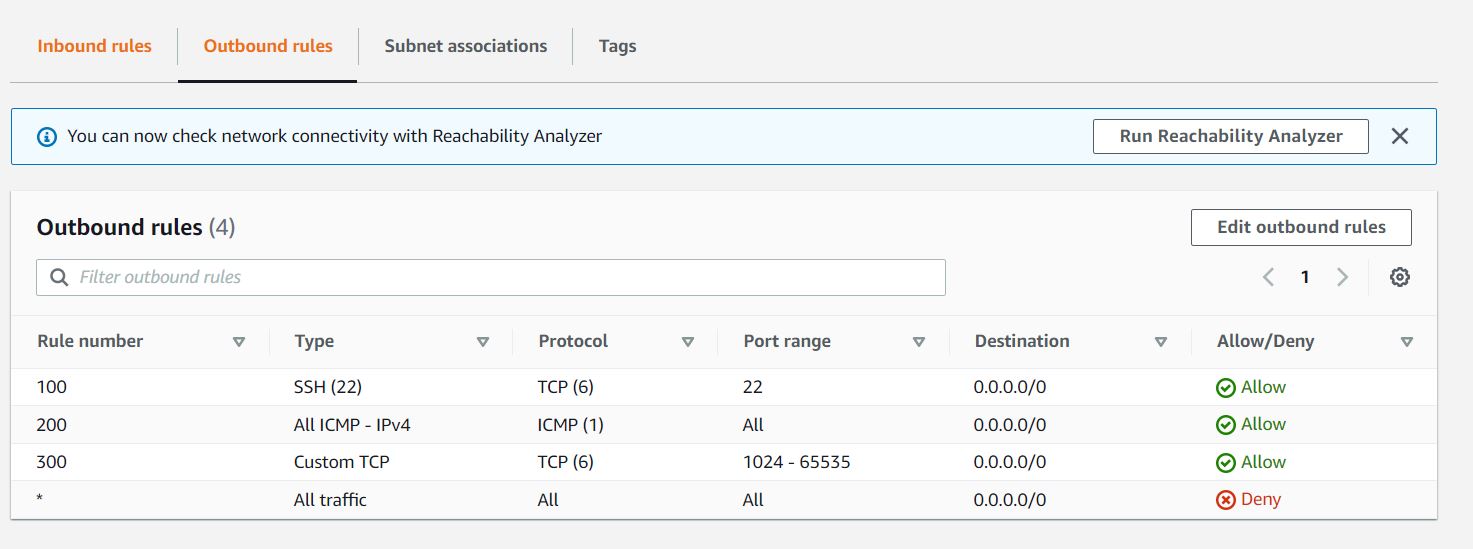 Inbound rules Outbound rules Subnet associations Tags
You can now check network connectivity with Reachability Analyzer Run Reachability Analyzer
Outbound rules (4) Edit outbound rules
Filter outbound rules 1
Rule number Type Protocol Port range Destination Allow/Deny
100 SSH (22) TCP (6) 22 0.0.0.0/0 Allow
200 All ICMP - IPv4 ICMP (1) All 0.0.0.0/0 Allow
300 Custom TCP TCP (6) 1024 - 65535 0.0.0.0/0 Allow
* All traffic All All 0.0.0.0/0 Deny